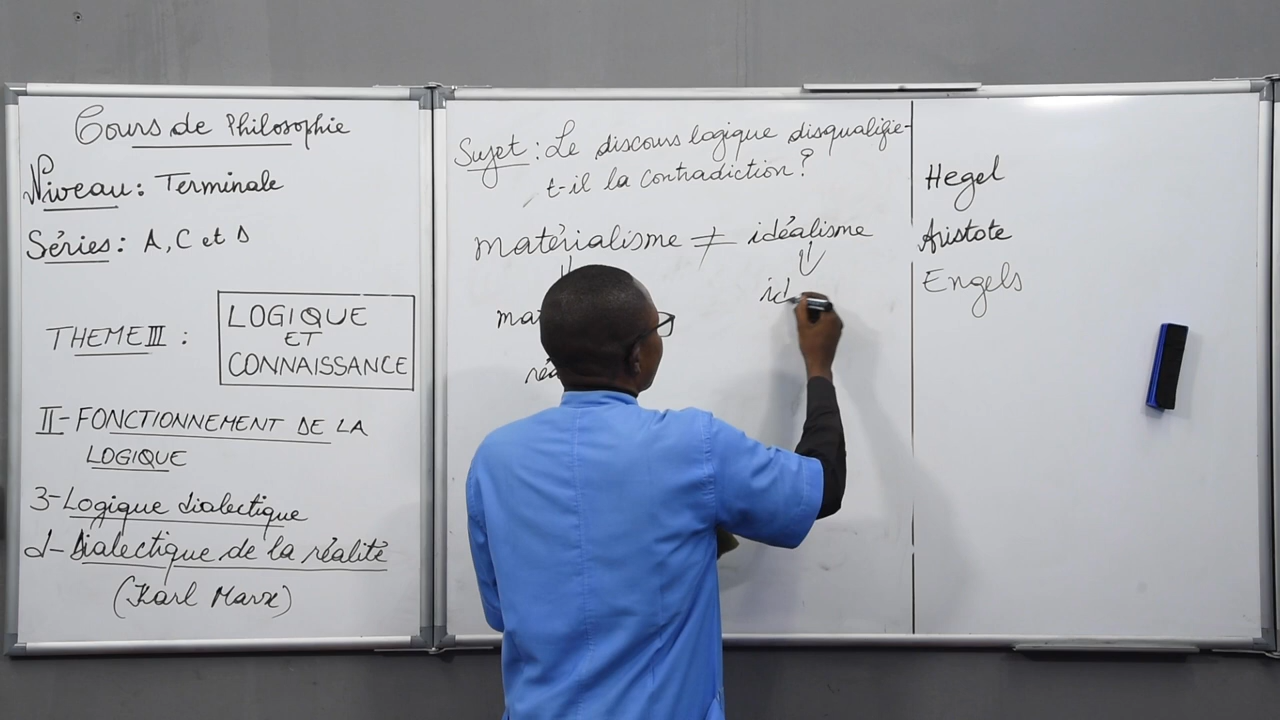 Cours de Philosophie
Niveau : Terminale
Séries : A, C et D
THEME III :
LOGIQUE
ET
CONNAISSANCE
II- FONCTIONNEMENT DE LA
LOGIQUE
3- Logique dialectique
d- Dialectique de la réalité
(Karl Marx)
Sujet : Le discours logique disqualifie-
t-il la contradiction ?
matérialisme ≠ idéalisme
Hegel
Aristote
Engels